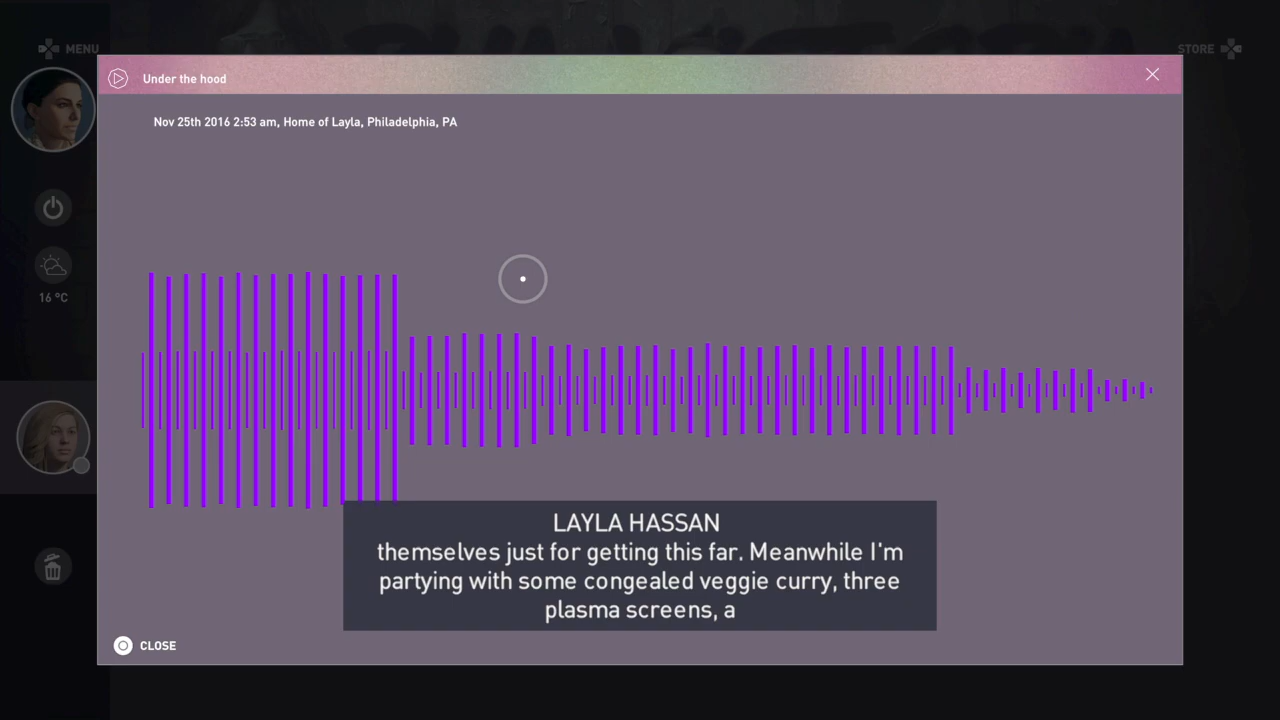 MENU
STORE
Under the hood
Nov 25th 2016 2:53 am, Home of Layla, Philadelphia, PA
16 °C
LAYLA HASSAN
themselves just for getting this far. Meanwhile I'm
partying with some congealed veggie curry, three
plasma screens, a
CLOSE